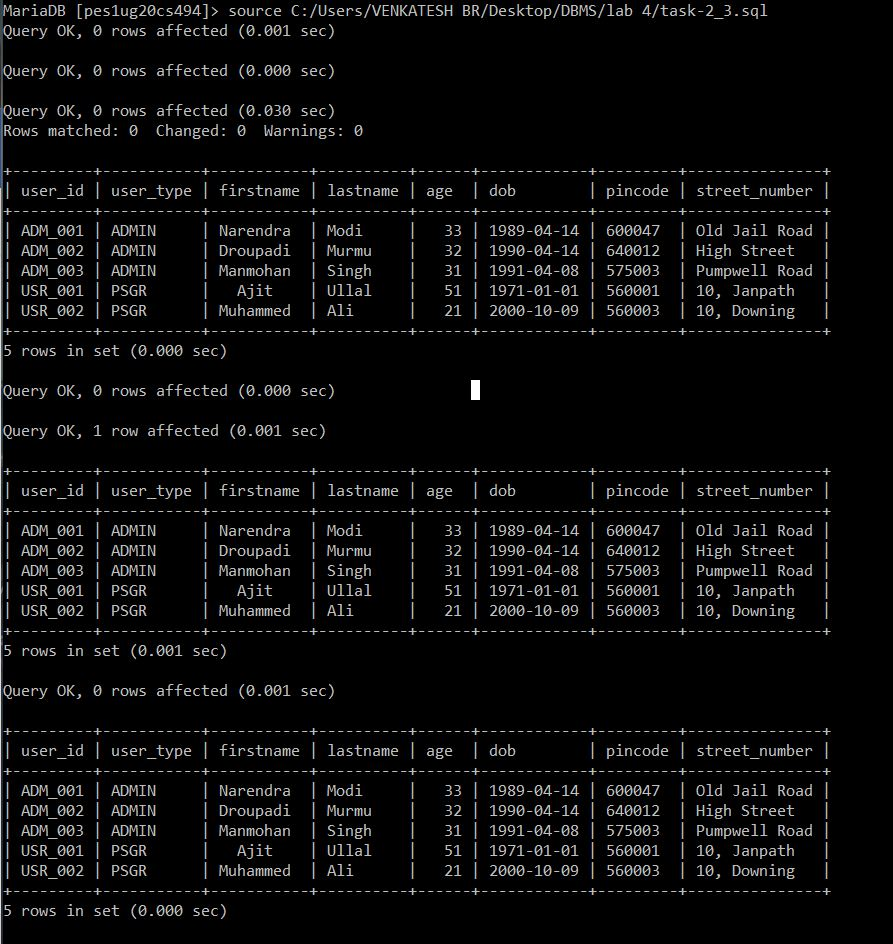 MariaDB [pes1ug20cs494]> source C:/Users/VENKATESH BR/Desktop/DBMS/lab 4/task-2_3.sql
Query OK, 0 rows affected (0.001 sec)

Query OK, 0 rows affected (0.000 sec)

Query OK, 0 rows affected (0.030 sec)
Rows matched: 0  Changed: 0  Warnings: 0

+---------+-----------+-----------+----------+------+------------+---------+---------------+
| user_id | user_type | firstname | lastname | age  | dob        | pincode | street_number |
+---------+-----------+-----------+----------+------+------------+---------+---------------+
| ADM_001 | ADMIN     | Narendra  | Modi     |   33 | 1989-04-14 | 600047  | Old Jail Road |
| ADM_002 | ADMIN     | Droupadi  | Murmu    |   32 | 1990-04-14 | 640012  | High Street   |
| ADM_003 | ADMIN     | Manmohan  | Singh    |   31 | 1991-04-08 | 575003  | Pumpwell Road |
| USR_001 | PSGR      |   Ajit    | Ullal    |   51 | 1971-01-01 | 560001  | 10, Janpath   |
| USR_002 | PSGR      | Muhammed  | Ali      |   21 | 2000-10-09 | 560003  | 10, Downing   |
+---------+-----------+-----------+----------+------+------------+---------+---------------+
5 rows in set (0.000 sec)

Query OK, 0 rows affected (0.000 sec)

Query OK, 1 row affected (0.001 sec)

+---------+-----------+-----------+----------+------+------------+---------+---------------+
| user_id | user_type | firstname | lastname | age  | dob        | pincode | street_number |
+---------+-----------+-----------+----------+------+------------+---------+---------------+
| ADM_001 | ADMIN     | Narendra  | Modi     |   33 | 1989-04-14 | 600047  | Old Jail Road |
| ADM_002 | ADMIN     | Droupadi  | Murmu    |   32 | 1990-04-14 | 640012  | High Street   |
| ADM_003 | ADMIN     | Manmohan  | Singh    |   31 | 1991-04-08 | 575003  | Pumpwell Road |
| USR_001 | PSGR      |   Ajit    | Ullal    |   51 | 1971-01-01 | 560001  | 10, Janpath   |
| USR_002 | PSGR      | Muhammed  | Ali      |   21 | 2000-10-09 | 560003  | 10, Downing   |
+---------+-----------+-----------+----------+------+------------+---------+---------------+
5 rows in set (0.001 sec)

Query OK, 0 rows affected (0.001 sec)

+---------+-----------+-----------+----------+------+------------+---------+---------------+
| user_id | user_type | firstname | lastname | age  | dob        | pincode | street_number |
+---------+-----------+-----------+----------+------+------------+---------+---------------+
| ADM_001 | ADMIN     | Narendra  | Modi     |   33 | 1989-04-14 | 600047  | Old Jail Road |
| ADM_002 | ADMIN     | Droupadi  | Murmu    |   32 | 1990-04-14 | 640012  | High Street   |
| ADM_003 | ADMIN     | Manmohan  | Singh    |   31 | 1991-04-08 | 575003  | Pumpwell Road |
| USR_001 | PSGR      |   Ajit    | Ullal    |   51 | 1971-01-01 | 560001  | 10, Janpath   |
| USR_002 | PSGR      | Muhammed  | Ali      |   21 | 2000-10-09 | 560003  | 10, Downing   |
+---------+-----------+-----------+----------+------+------------+---------+---------------+
5 rows in set (0.000 sec)